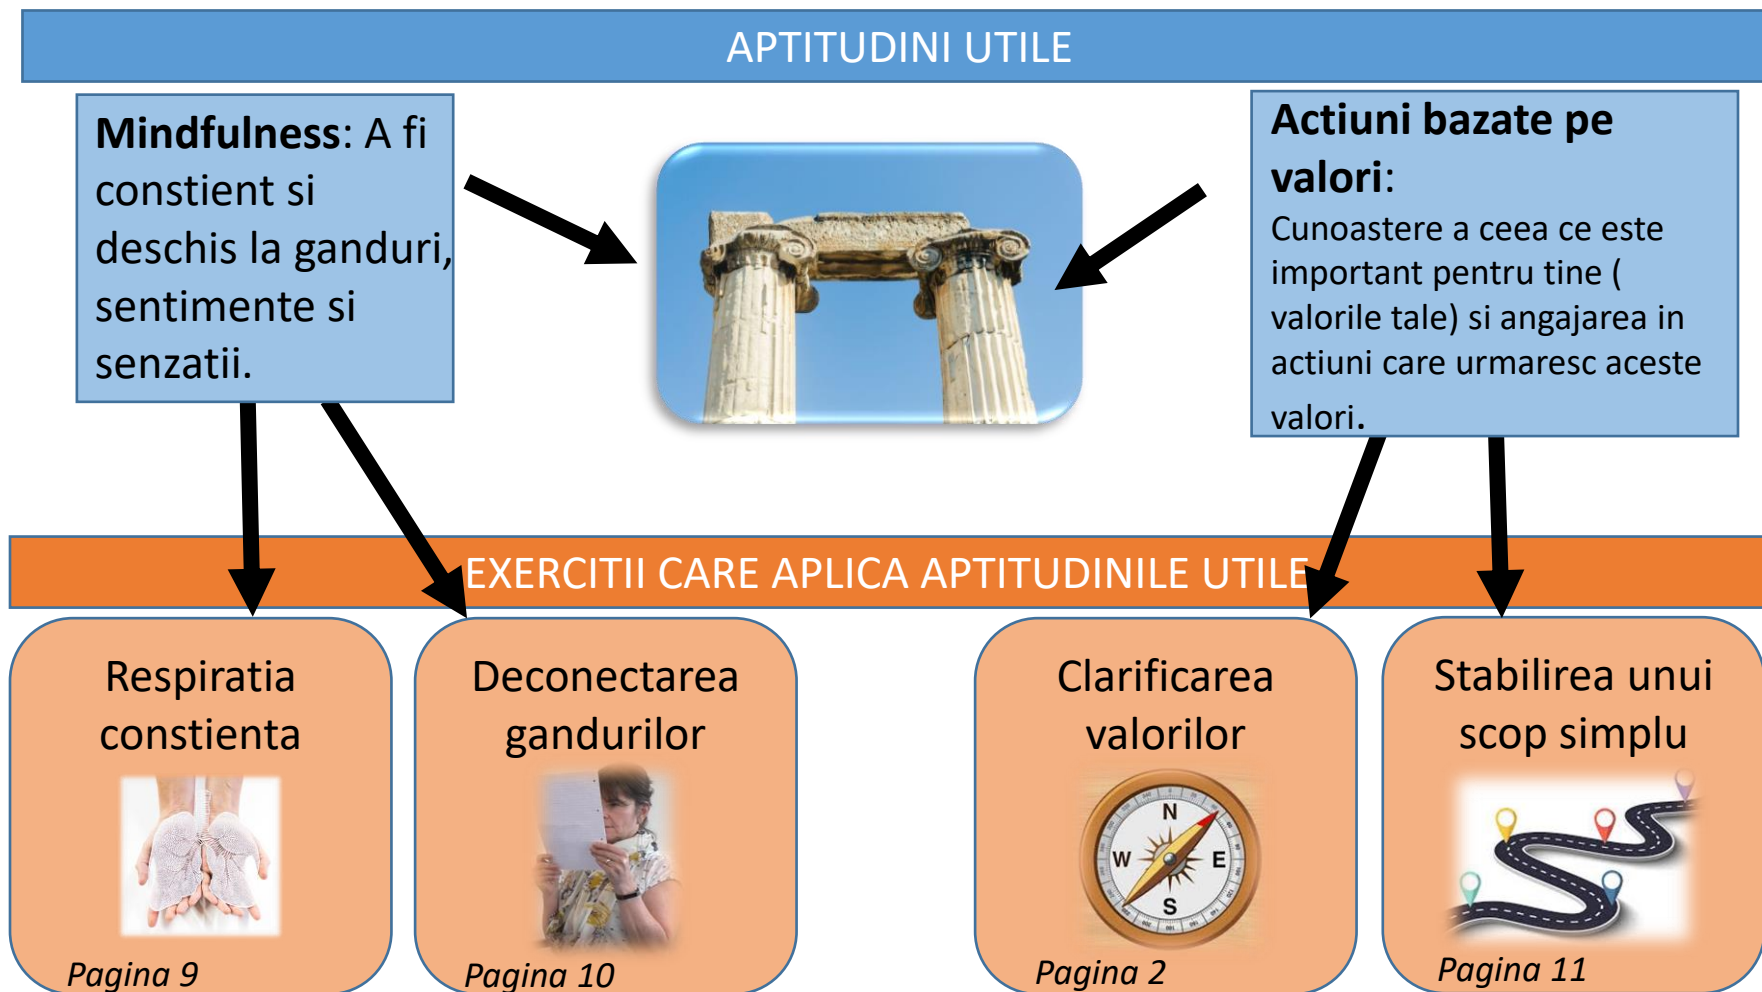 APTITUDINI UTILE
Mindfulness: A fi
constient si
deschis la ganduri,
sentimente si
senzatii.
Actiuni bazate pe
valori:
Cunoastere a ceea ce este
important pentru tine (
valorile tale) si angajarea in
actiuni care urmaresc aceste
valori.
EXERCITII CARE APLICA APTITUDINILE UTILE
Respiratia
constienta
Pagina 9
Deconectarea
gandurilor
Pagina 10
Clarificarea
valorilor
N
W
E
S
Pagina 2
Stabilirea unui
scop simplu
Pagina 11